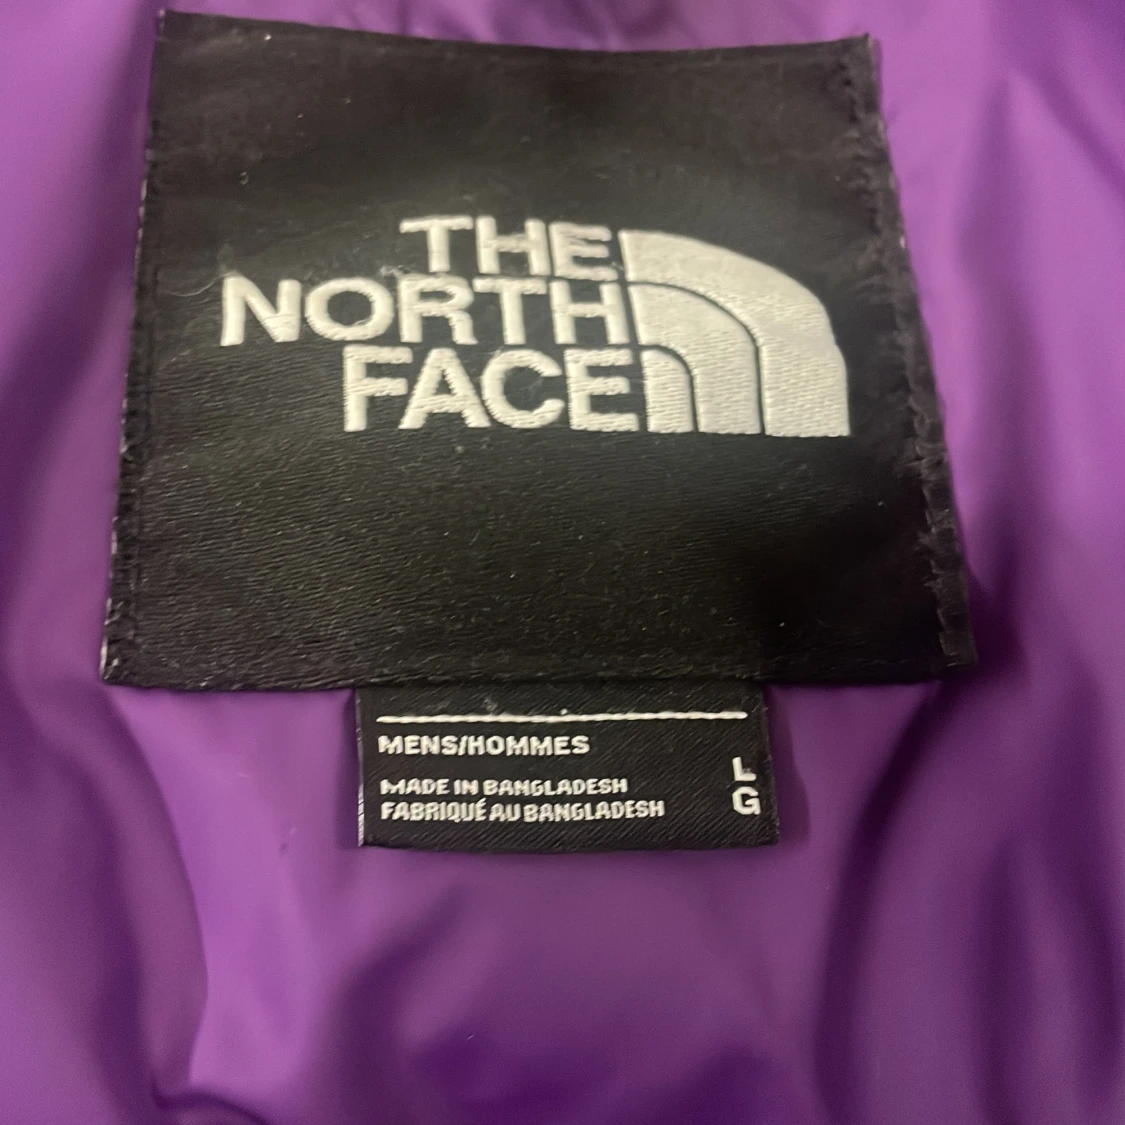 THE
NORTH
FACE
MENS/HOMMES
MADE IN BANGLADESH
FABRIQUÉ AU BANGLADESH
L
G